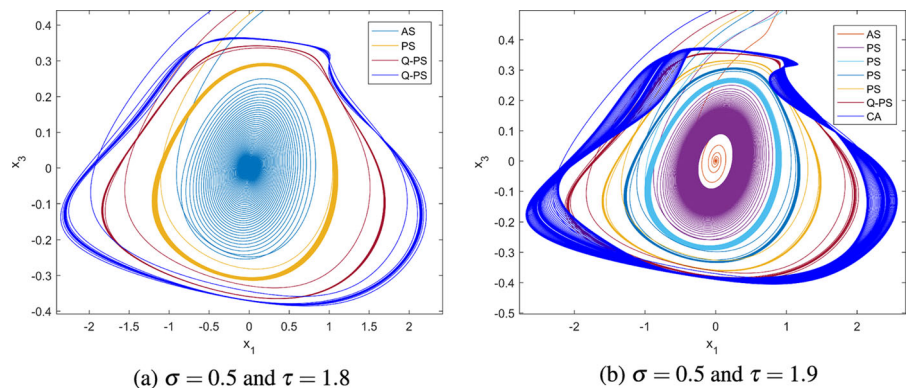 0.4
0.3
0.2
0.1
0
-0.1
-0.2
-0.3
-0.4
x3
-2
-1.5
-1
-0.5
0
0.5
1
1.5
2
x1
AS
PS
Q-PS
Q-PS
(a) σ = 0.5 and τ = 1.8
0.4
0.3
0.2
0.1
0
-0.1
-0.2
-0.3
-0.4
-0.5
x3
-2
-1
0
1
2
x1
AS
PS
PS
PS
PS
Q-PS
CA
(b) σ = 0.5 and τ = 1.9